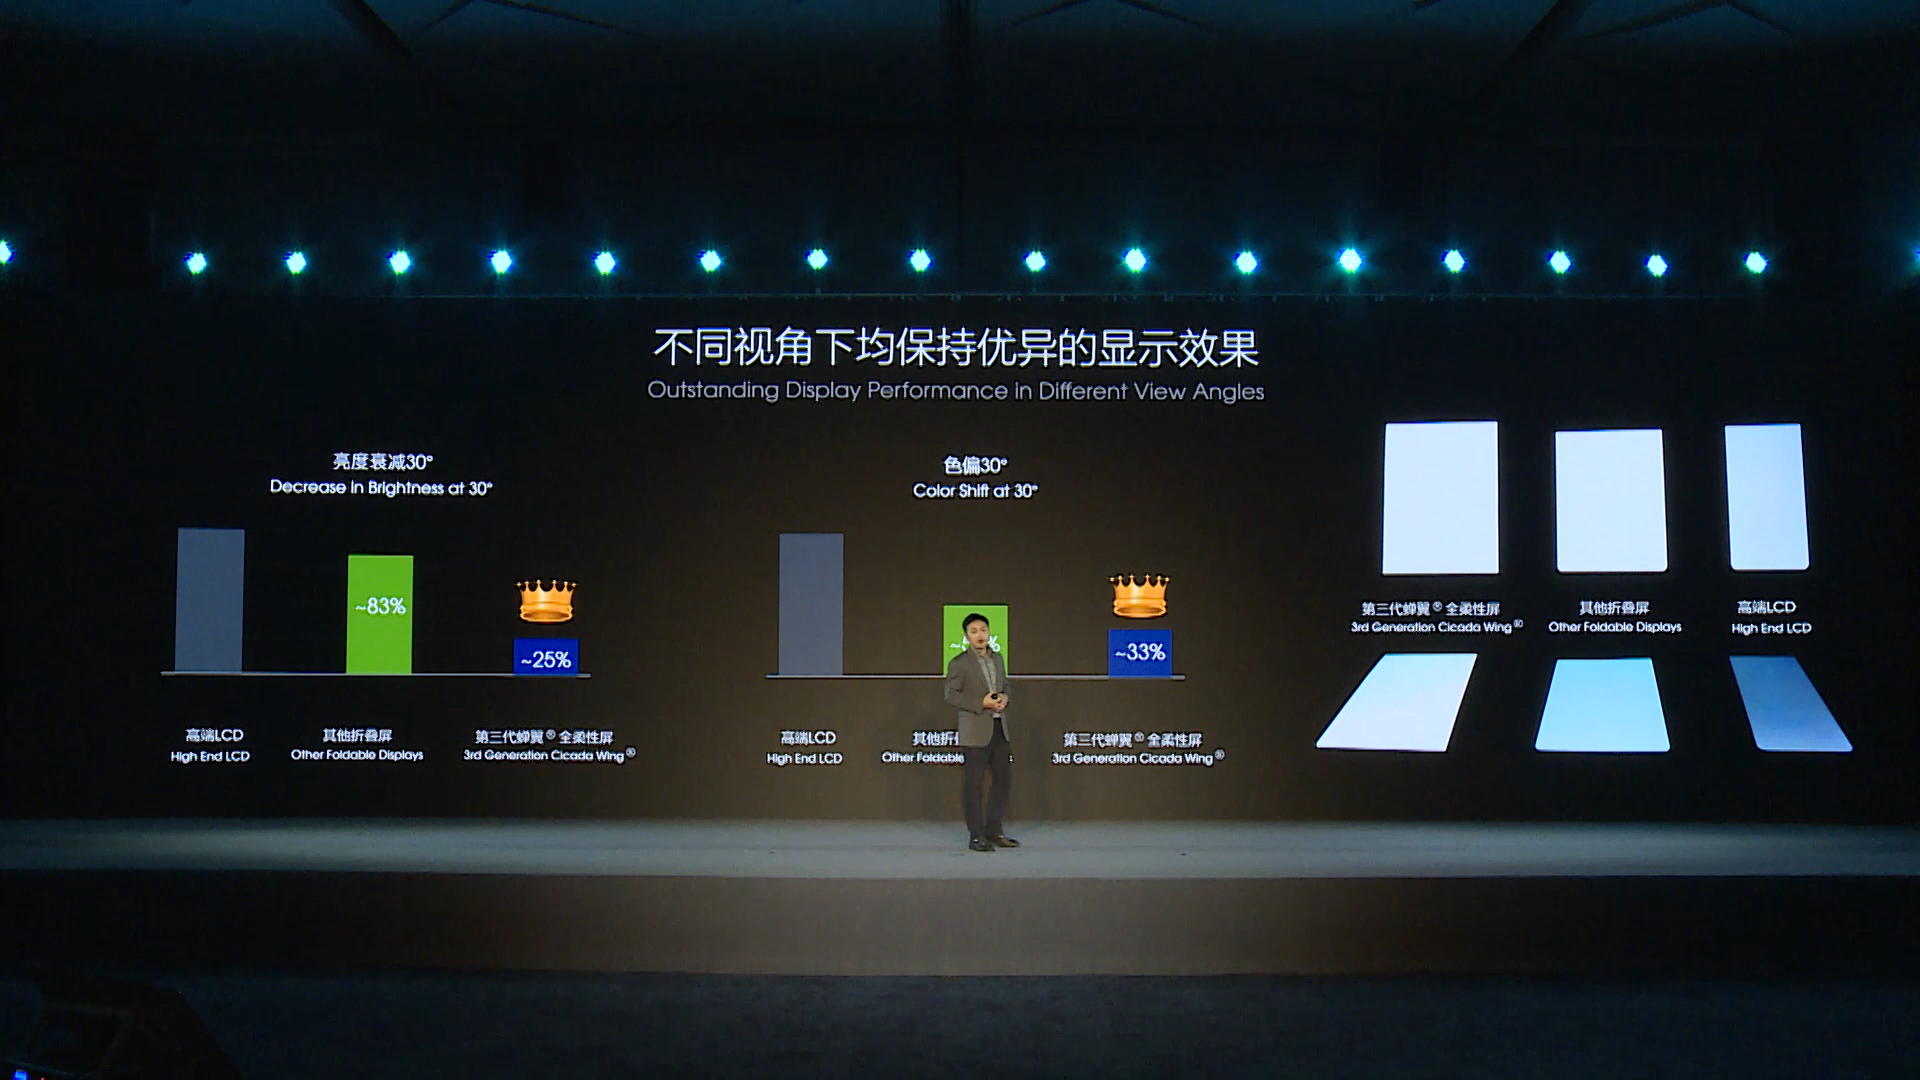 不同视角下均保持优异的显示效果
Outstanding Display Performance in Different View Angles
亮度衰减30°
Decrease in Brightness at 30°
~83%
~25%
高端LCD
High End LCD
其他折叠屏
Other Foldable Displays
第三代蝉翼® 全柔性屏
3rd Generation Cicada Wing®
色偏30°
Color Shift at 30°
~33%
高端LCD
High End LCD
其他折
Other Foldable
第三代蝉翼® 全柔性屏
3rd Generation Cicada Wing®
第三代蝉翼® 全柔性屏
3rd Generation Cicada Wing®
其他折叠屏
Other Foldable Displays
高端LCD
High End LCD